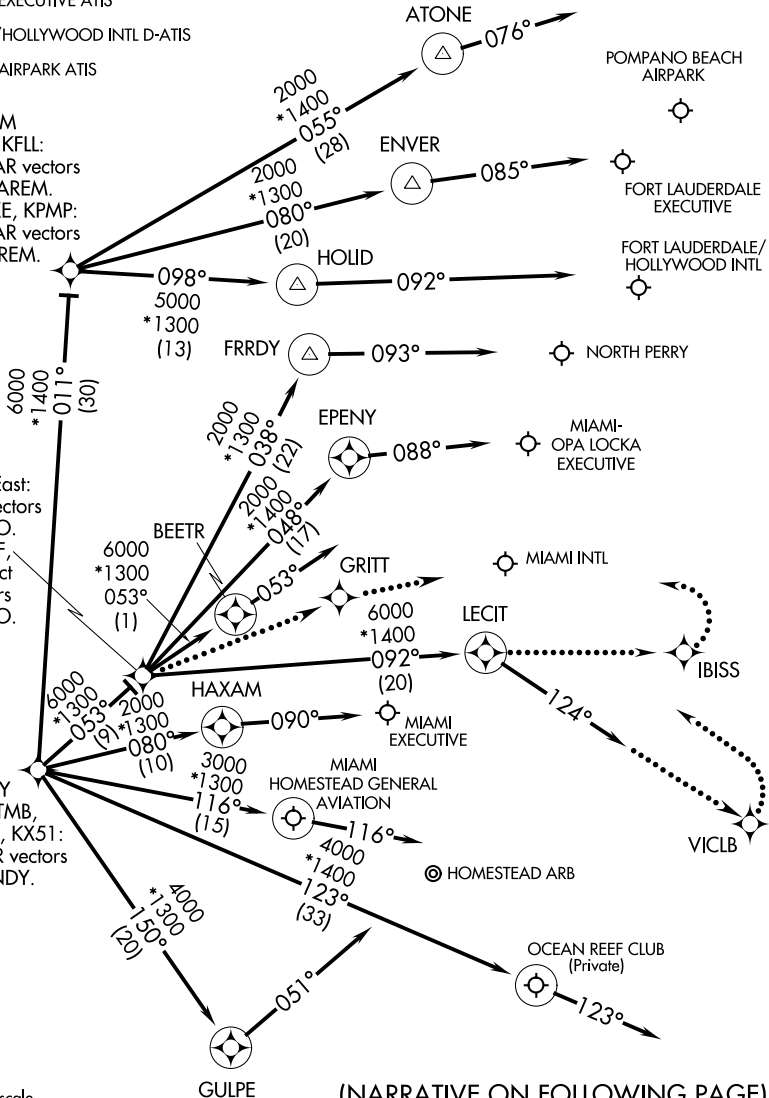 EXECUTIVE ATIS
/HOLLYWOOD INTL D-ATIS
AIRPARK ATIS
ATONE
076°
2000
*1400
055°
(28)
POMPANO BEACH
AIRPARK
KFLL:
AR vectors
AREM.
KPMP:
AR vectors
REM.
ENVER
2000
*1300
080°
(20)
085°
FORT LAUDERDALE
EXECUTIVE
HOLID
098°
5000
*1300
(13)
092°
FORT LAUDERDALE/
HOLLYWOOD INTL
FRRDY
093°
NORTH PERRY
6000
*1400
011°
(30)
2000
*1300
038°
(22)
EPENY
088°
MIAMI-
OPA LOCKA
EXECUTIVE
2000
*1400
048°
(17)
East:
vectors
O.
F,
ct
rs
O.
BEETR
053°
6000
*1300
053°
(1)
GRITT
MIAMI INTL
6000
*1400
092°
(20)
LECIT
IBISS
124°
VICLB
6000
*1300
053°
(9)
HAXAM
2000
*1300
080°
(10)
090°
MIAMI
EXECUTIVE
3000
*1300
116°
(15)
MIAMI
HOMESTEAD GENERAL
AVIATION
116°
Y
TMB,
, KX51:
R vectors
NDY.
4000
*1400
123°
(33)
HOMESTEAD ARB
4000
*1300
150°
(20)
051°
OCEAN REEF CLUB
(Private)
123°
GULPE
scale
(NARRATIVE ON FOLLOWING PAGE)